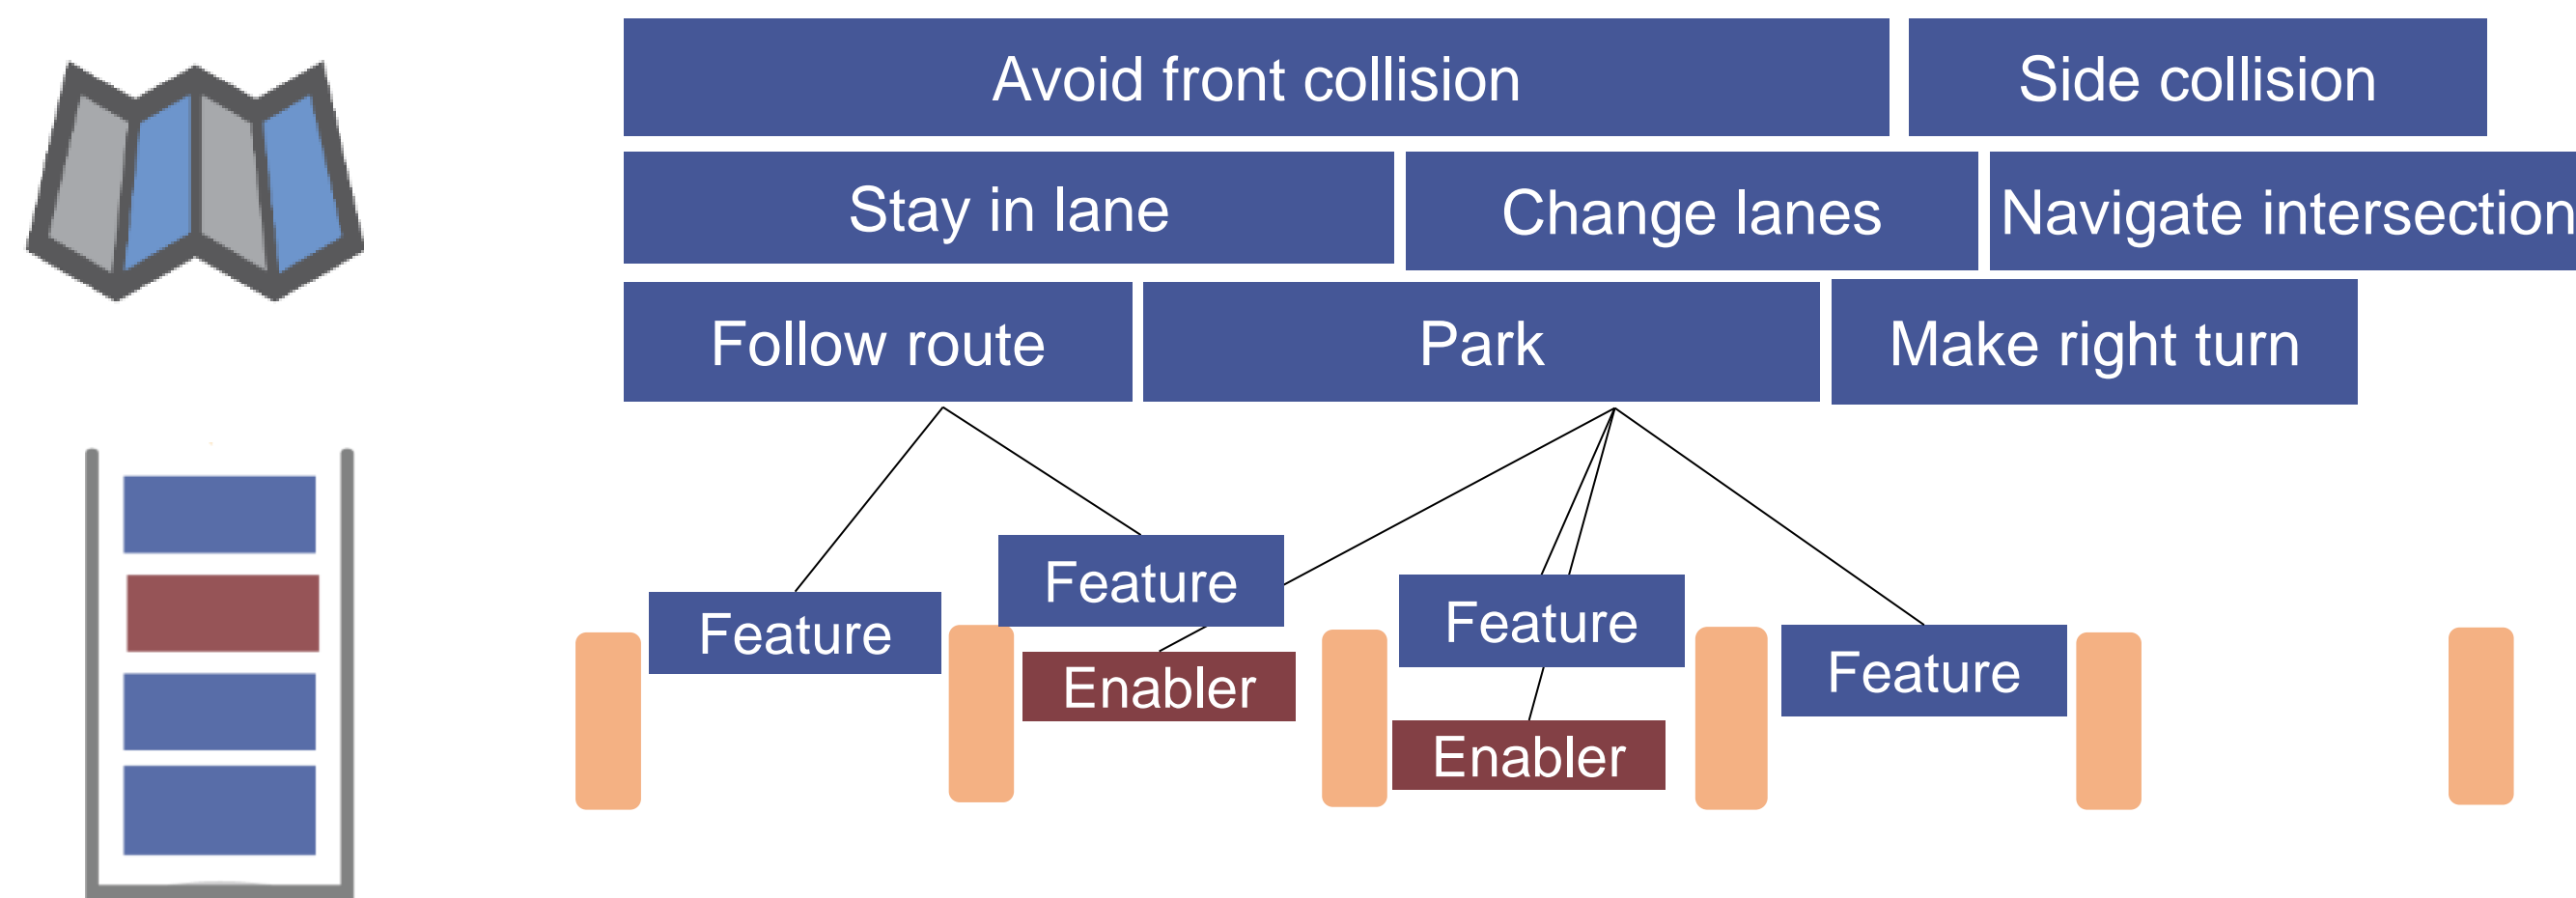 Avoid front collision
Side collision
Stay in lane
Change lanes
Navigate intersection
Follow route
Park
Make right turn
Feature
Feature
Feature
Feature
Enabler
Enabler